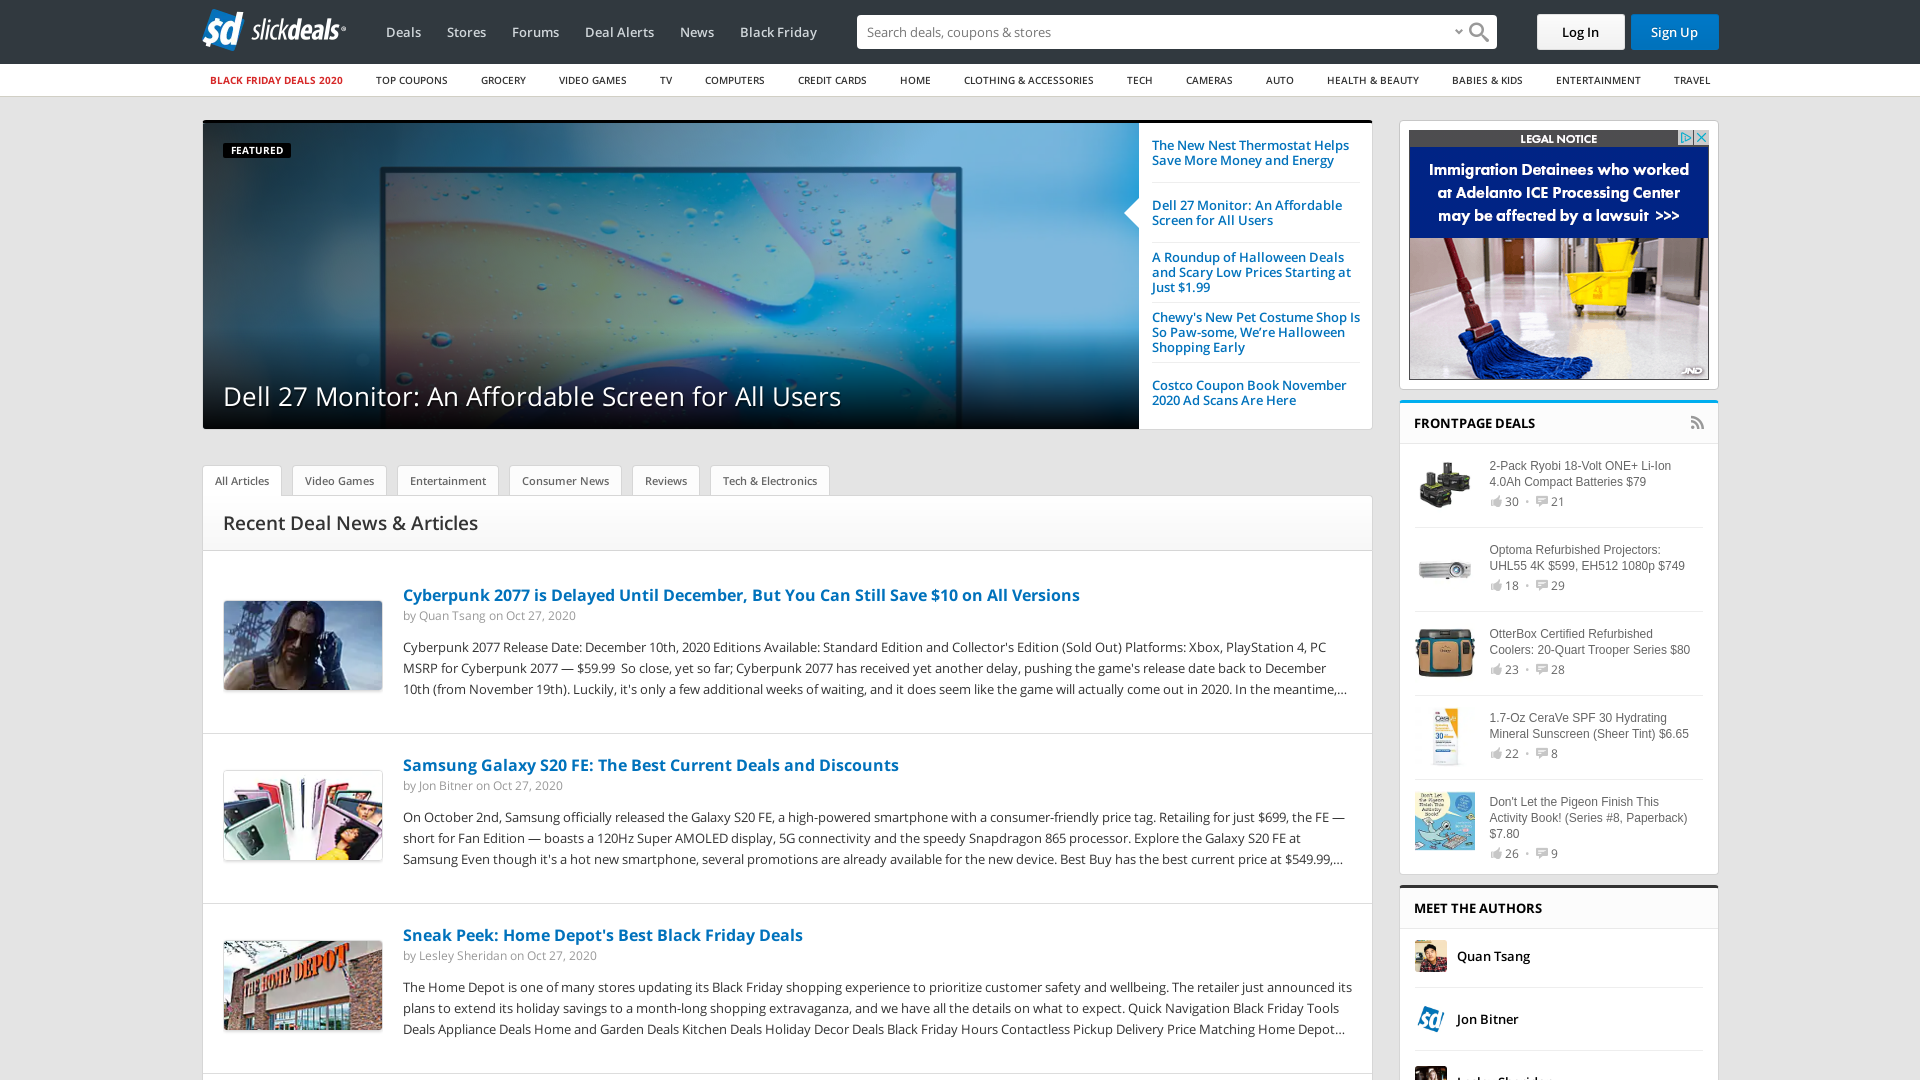 sd slickdeals
Deals Stores Forums Deal Alerts News Black Friday
Search deals, coupons & stores
Log In
Sign Up
BLACK FRIDAY DEALS 2020 TOP COUPONS GROCERY VIDEO GAMES TV COMPUTERS CREDIT CARDS HOME CLOTHING & ACCESSORIES TECH CAMERAS AUTO HEALTH & BEAUTY BABIES & KIDS ENTERTAINMENT TRAVEL
FEATURED
Dell 27 Monitor: An Affordable Screen for All Users
The New Nest Thermostat Helps
Save More Money and Energy
Dell 27 Monitor: An Affordable
Screen for All Users
A Roundup of Halloween Deals
and Scary Low Prices Starting at
Just $1.99
Chewy's New Pet Costume Shop Is
So Paw-some, We're Halloween
Shopping Early
Costco Coupon Book November
2020 Ad Scans Are Here
All Articles
Video Games
Entertainment
Consumer News
Reviews
Tech & Electronics
Recent Deal News & Articles
Cyberpunk 2077 is Delayed Until December, But You Can Still Save $10 on All Versions
by Quan Tsang on Oct 27, 2020
Cyberpunk 2077 Release Date: December 10th, 2020 Editions Available: Standard Edition and Collector's Edition (Sold Out) Platforms: Xbox, PlayStation 4, PC
MSRP for Cyberpunk 2077 — $59.99 So close, yet so far; Cyberpunk 2077 has received yet another delay, pushing the game's release date back to December
10th (from November 19th). Luckily, it's only a few additional weeks of waiting, and it does seem like the game will actually come out in 2020. In the meantime,...
Samsung Galaxy S20 FE: The Best Current Deals and Discounts
by Jon Bitner on Oct 27, 2020
On October 2nd, Samsung officially released the Galaxy S20 FE, a high-powered smartphone with a consumer-friendly price tag. Retailing for just $699, the FE —
short for Fan Edition — boasts a 120Hz Super AMOLED display, 5G connectivity and the speedy Snapdragon 865 processor. Explore the Galaxy S20 FE at
Samsung Even though it's a hot new smartphone, several promotions are already available for the new device. Best Buy has the best current price at $549.99,...
THE HOME DEPOT
Sneak Peek: Home Depot's Best Black Friday Deals
by Lesley Sheridan on Oct 27, 2020
The Home Depot is one of many stores updating its Black Friday shopping experience to prioritize customer safety and wellbeing. The retailer just announced its
plans to extend its holiday savings to a month-long shopping extravaganza, and we have all the details on what to expect. Quick Navigation Black Friday Tools
Deals Appliance Deals Home and Garden Deals Kitchen Deals Holiday Decor Deals Black Friday Hours Contactless Pickup Delivery Price Matching Home Depot...
LEGAL NOTICE
Immigration Detainees who worked
at Adelanto ICE Processing Center
may be affected by a lawsuit >>>
JND
FRONTPAGE DEALS
2-Pack Ryobi 18-Volt ONE+ Li-Ion
4.0Ah Compact Batteries $79
30 • 21
Optoma Refurbished Projectors:
UHL55 4K $599, EH512 1080p $749
18 • 29
OtterBox Certified Refurbished
Coolers: 20-Quart Trooper Series $80
23 • 28
1.7-Oz CeraVe SPF 30 Hydrating
Mineral Sunscreen (Sheer Tint) $6.65
22 • 8
Don't Let the Pigeon Finish This
Activity Book! (Series #8, Paperback)
$7.80
26 • 9
MEET THE AUTHORS
Quan Tsang
sd
Jon Bitner